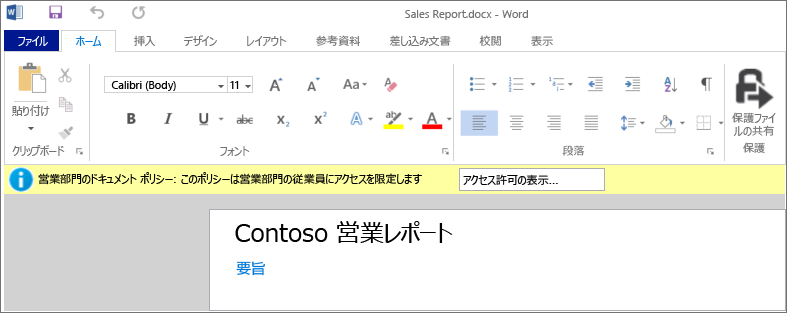 Sales Report.docx - Word
ファイル ホーム 挿入 デザイン レイアウト 参考資料 差し込み文書 校閲 表示
貼り付け
クリップボード
Calibri (Body) 11 A A Aa A
B I U abc X₂ X² A ab A
フォント
A Z
段落
保護ファイ
ルの共有
保護
営業部門のドキュメント ポリシー: このポリシーは営業部門の従業員にアクセスを限定します アクセス許可の表示...
Contoso 営業レポート
要旨